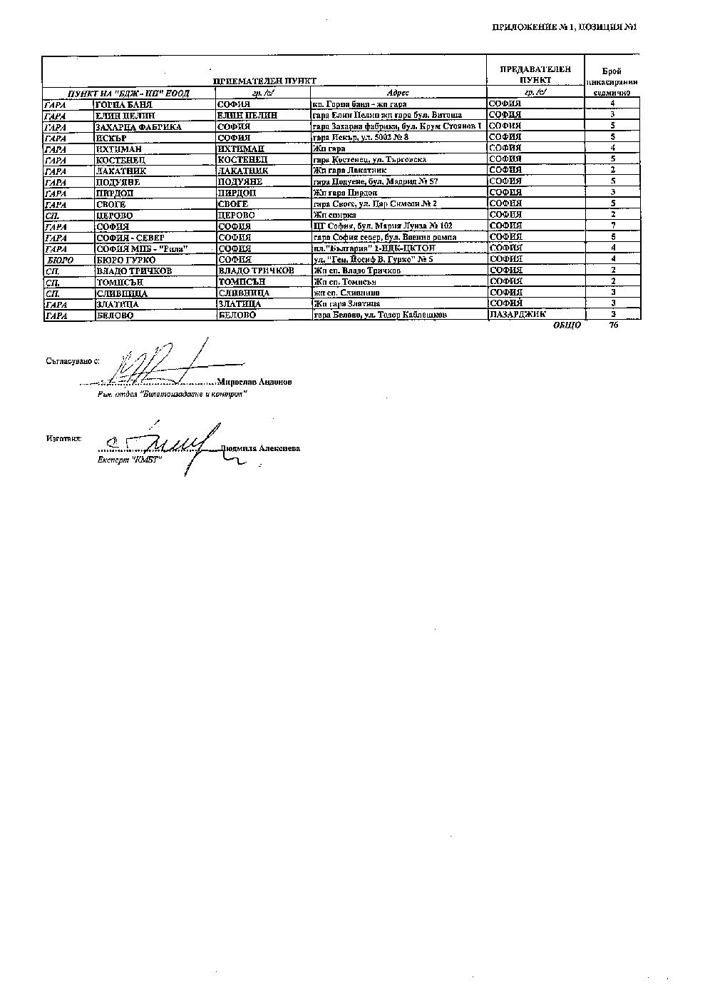 ПРИЛОЖЕНИЕ № 1, ПОЗИЦИЯ №1
ПРИЕМАТЕЛЕН ПУНКТ ПРЕДАВАТЕЛЕН ПУНКТ Брой инкасирания седмично
ПУНКТ НА "БДЖ - ПП" ЕООД гр. /с/ Адрес гр. /с/
ГАРА ГОРНА БАНЯ СОФИЯ кв. Горна баня - жп гара СОФИЯ 4
ГАРА ЕЛИН ПЕЛИН ЕЛИН ПЕЛИН гара Елин Пелин жп гара бул. Витоша СОФИЯ 3
ГАРА ЗАХАРНА ФАБРИКА СОФИЯ гара Захарна фабрика, бул. Крум Стоянов 1 СОФИЯ 5
ГАРА ИСКЪР СОФИЯ гара Искър, ул. 5002 № 8 СОФИЯ 5
ГАРА ИХТИМАН ИХТИМАН Жп гара СОФИЯ 4
ГАРА КОСТЕНЕЦ КОСТЕНЕЦ гара Костенец, ул. Търговска СОФИЯ 5
ГАРА ЛАКАТНИК ЛАКАТНИК Жп гара Лакатник СОФИЯ 2
ГАРА ПОДУЯНЕ ПОДУЯНЕ гара Подуене, бул. Мадрид № 57 СОФИЯ 5
ГАРА ПИРДОП ПИРДОП Жп гара Пирдоп СОФИЯ 3
ГАРА СВОГЕ СВОГЕ гара Своге, ул. Цар Симеон № 2 СОФИЯ 5
СП. ЦЕРОВО ЦЕРОВО Жп спирка СОФИЯ 2
ГАРА СОФИЯ СОФИЯ ЦГ София, бул. Мария Луиза № 102 СОФИЯ 7
ГАРА СОФИЯ - СЕВЕР СОФИЯ гара София север, бул. Военна рампа СОФИЯ 5
ГАРА СОФИЯ МПБ - "Рила" СОФИЯ пл."България" 1-НДК-ЦКТОН СОФИЯ 4
БЮРО БЮРО ГУРКО СОФИЯ ул. "Ген. Йосиф В. Гурко" № 5 СОФИЯ 4
СП. ВЛАДО ТРИЧКОВ ВЛАДО ТРИЧКОВ Жп сп. Владо Тричков СОФИЯ 2
СП. ТОМПСЪН ТОМПСЪН Жп сп. Томпсън СОФИЯ 2
СП. СЛИВНИЦА СЛИВНИЦА жп сп. Сливница СОФИЯ 3
ГАРА ЗЛАТИЦА ЗЛАТИЦА Жп гара Златица СОФИЯ 3
ГАРА БЕЛОВО БЕЛОВО гара Белово, ул. Тодор Каблешков ПАЗАРДЖИК 3
ОБЩО 76
Съгласувано с:
Мирослав Андонов
Рък. отдел "Билетоиздаване и контрол"
Изготвил:
Людмила Алексиева
Експерт "КМБТ"